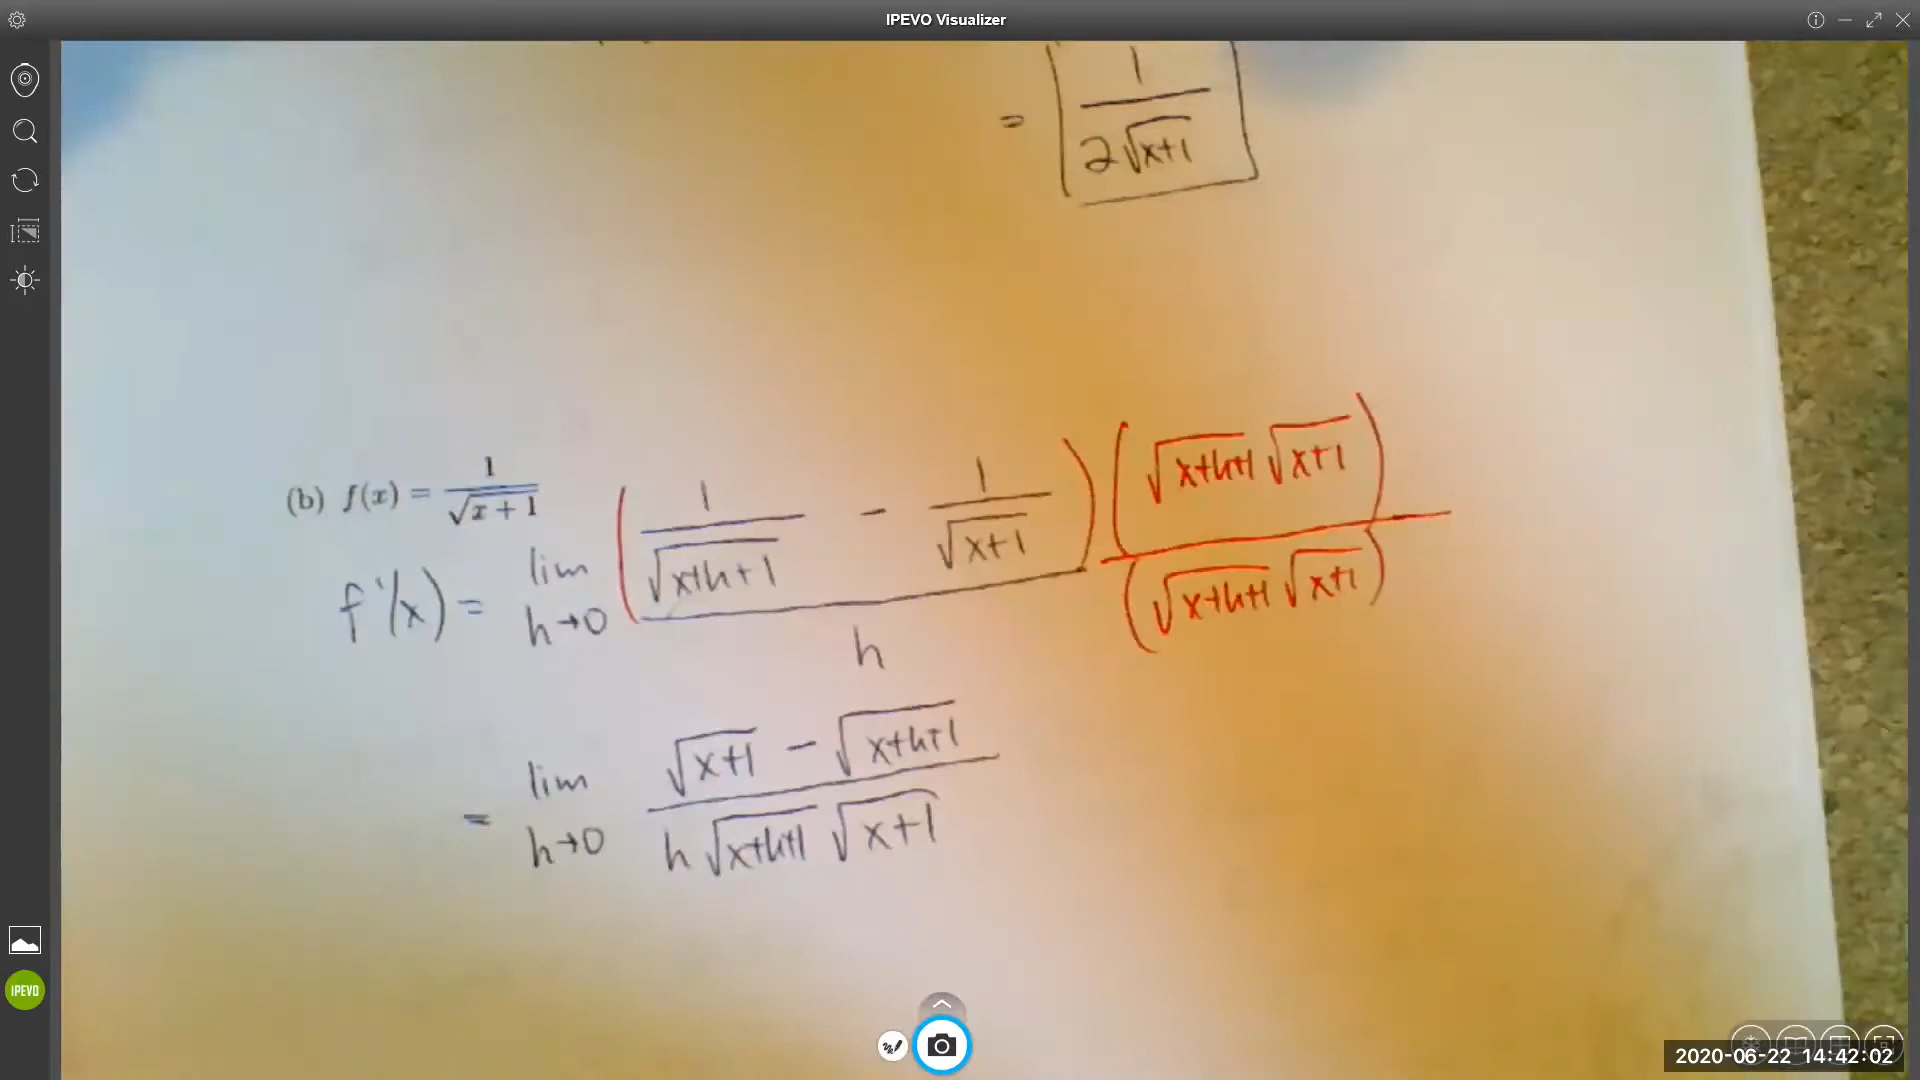 IPEVO Visualizer
= 1/(2√(x+1))
(b) f(x) = 1/√(x + 1)
f'(x) = lim h→0 (1/√(x+h+1) − 1/√(x+1))/h (√(x+h+1) √(x+1))/(√(x+h+1) √(x+1))
= lim h→0 (√(x+1) − √(x+h+1))/(h √(x+h+1) √(x+1))
IPEVO
2020-06-22 14:42:02